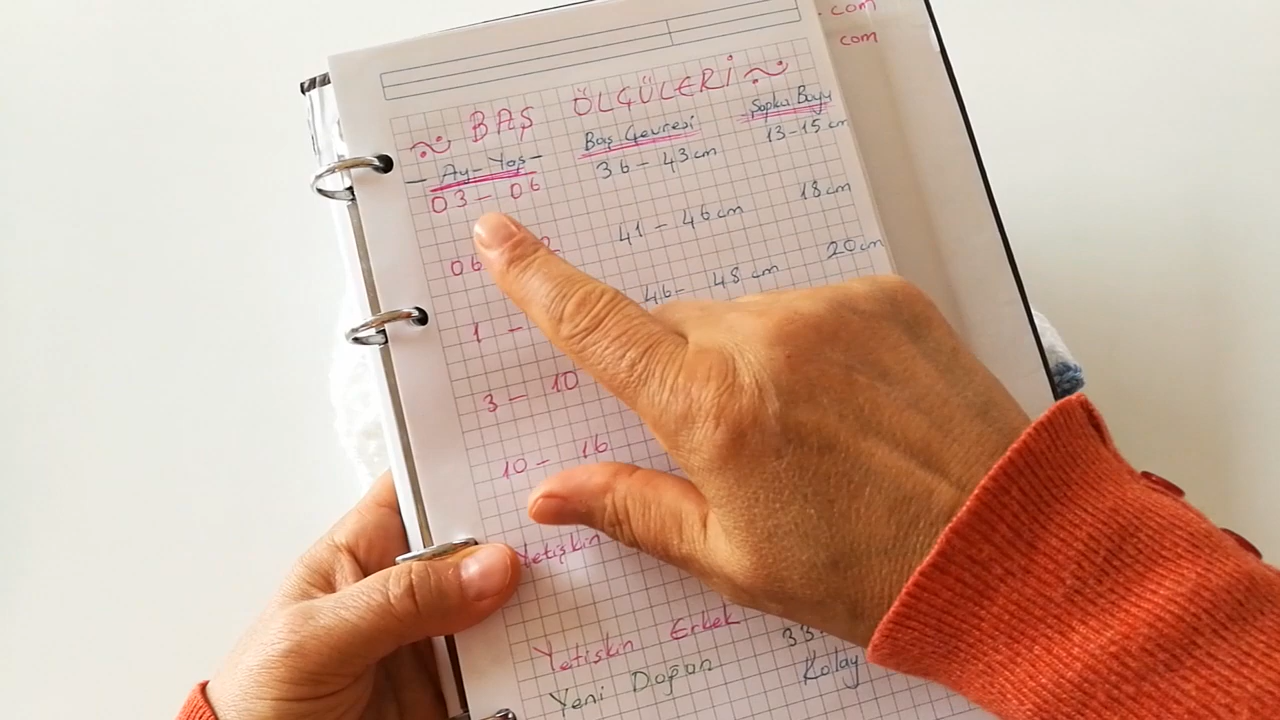 .com
com
~ BAŞ ÖLÇÜLERİ ~
- Ay - Yaş - Baş Çevresi Şapka Boyu
03 - 06 36 - 43 cm 13-15 cm
06 2 41 - 46 cm 18 cm
1 - 46 - 48 cm 20 cm
3 - 10
10 - 16
Yetişkin
Yetişkin Erkek 33-
Yeni Doğan Kolay